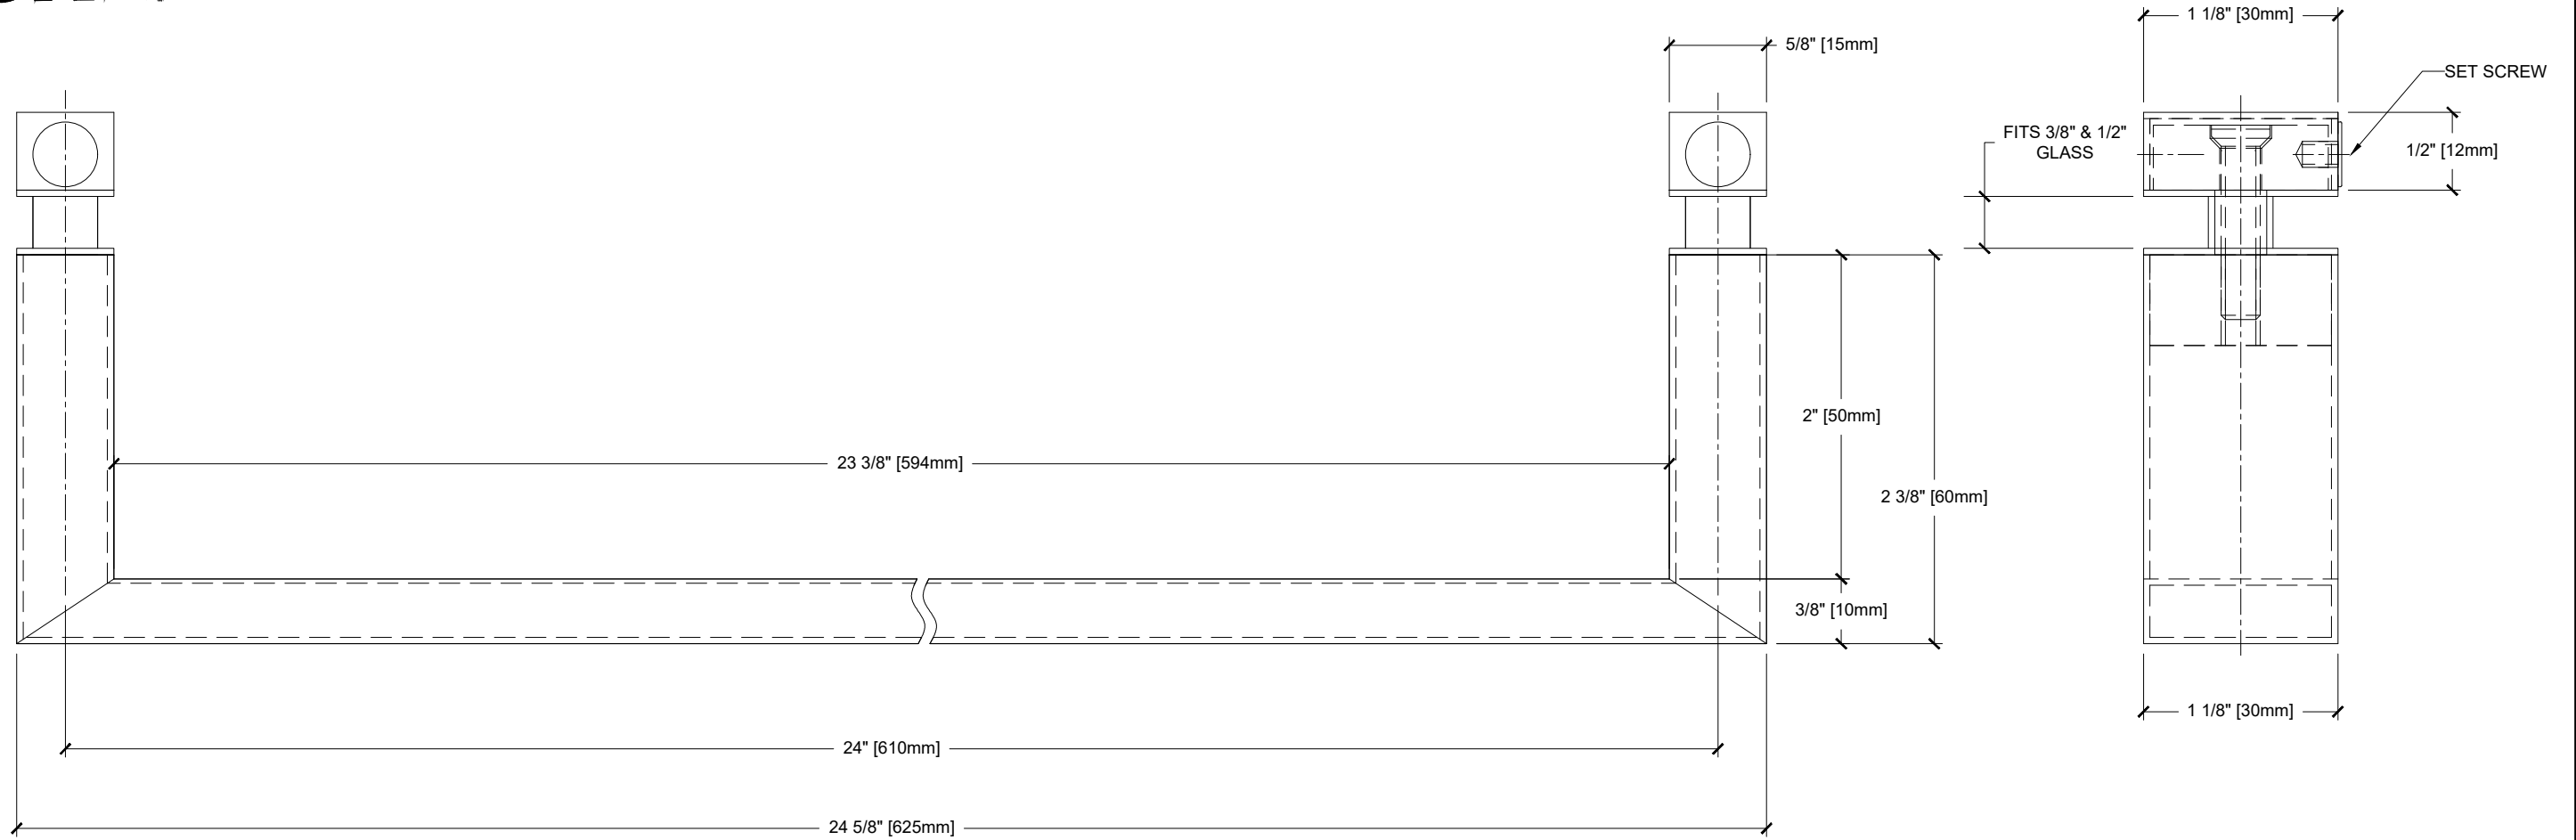 1 1/8" [30mm]
5/8" [15mm]
SET SCREW
FITS 3/8" & 1/2"
GLASS
1/2" [12mm]
2" [50mm]
23 3/8" [594mm]
2 3/8" [60mm]
3/8" [10mm]
1 1/8" [30mm]
24" [610mm]
24 5/8" [625mm]